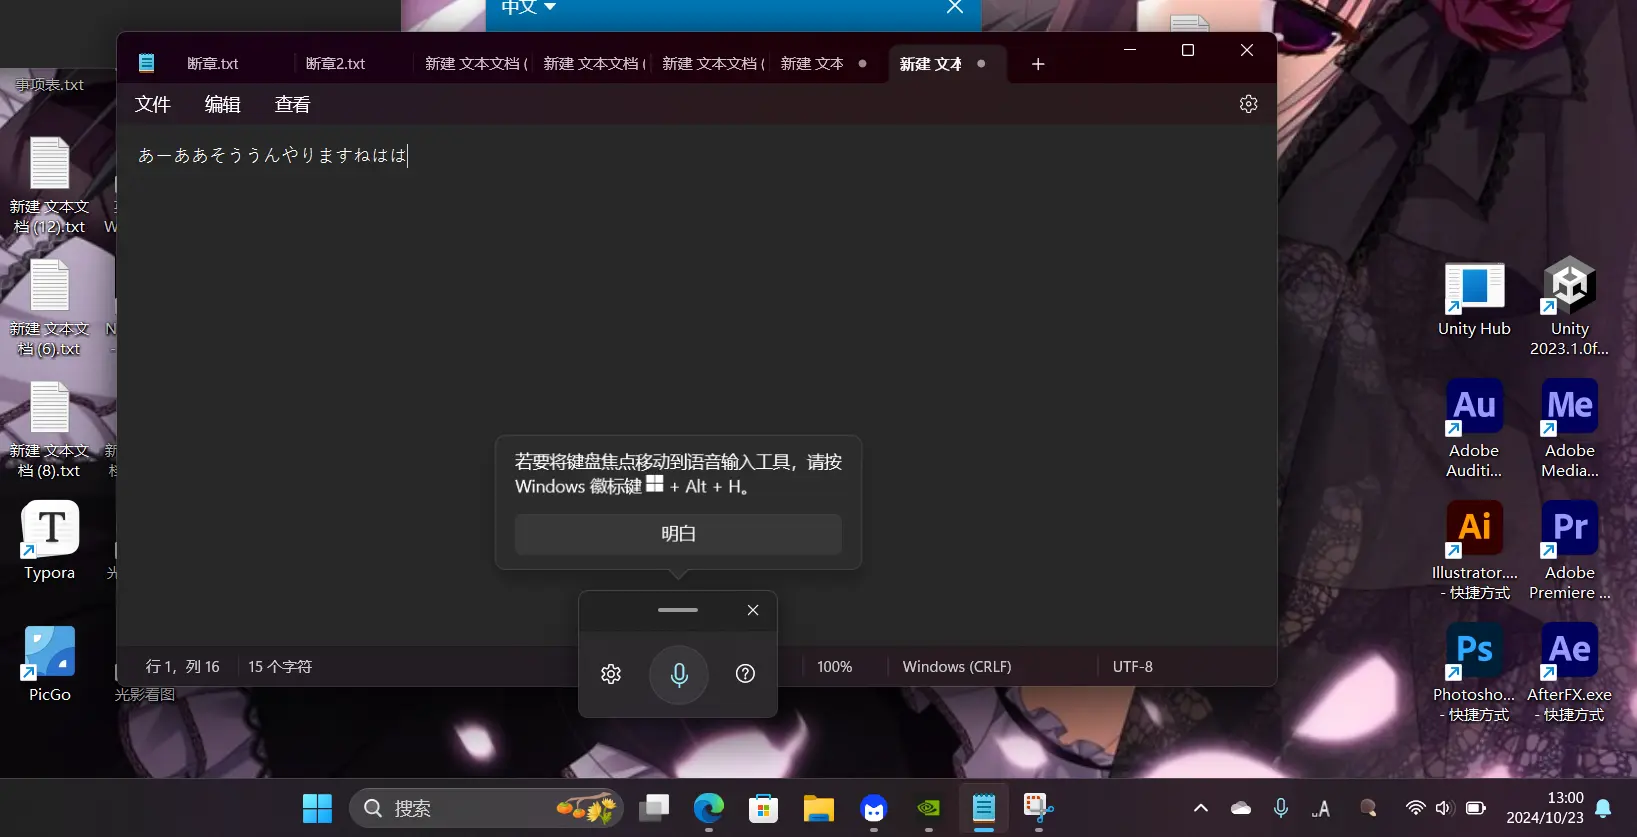 中文
断章.txt
断章2.txt
新建 文本文档 (
新建 文本文档 (
新建 文本文档 (
新建 文本
新建 文本
文件
编辑
查看
あーああそううんやりますねはは
事项表.txt
新建 文本文
档 (12).txt
新建 文本文
档 (6).txt
新建 文本文
档 (8).txt
T
Typora
PicGo
光影看图
若要将键盘焦点移动到语音输入工具，请按
Windows 徽标键 + Alt + H。
明白
行 1，列 16
15 个字符
100%
Windows (CRLF)
UTF-8
Unity Hub
Unity
2023.1.0f...
Au
Adobe
Auditi...
Me
Adobe
Media...
Ai
Illustrator....
- 快捷方式
Pr
Adobe
Premiere ...
Ps
Photosho...
- 快捷方式
Ae
AfterFX.exe
- 快捷方式
搜索
A
13:00
2024/10/23